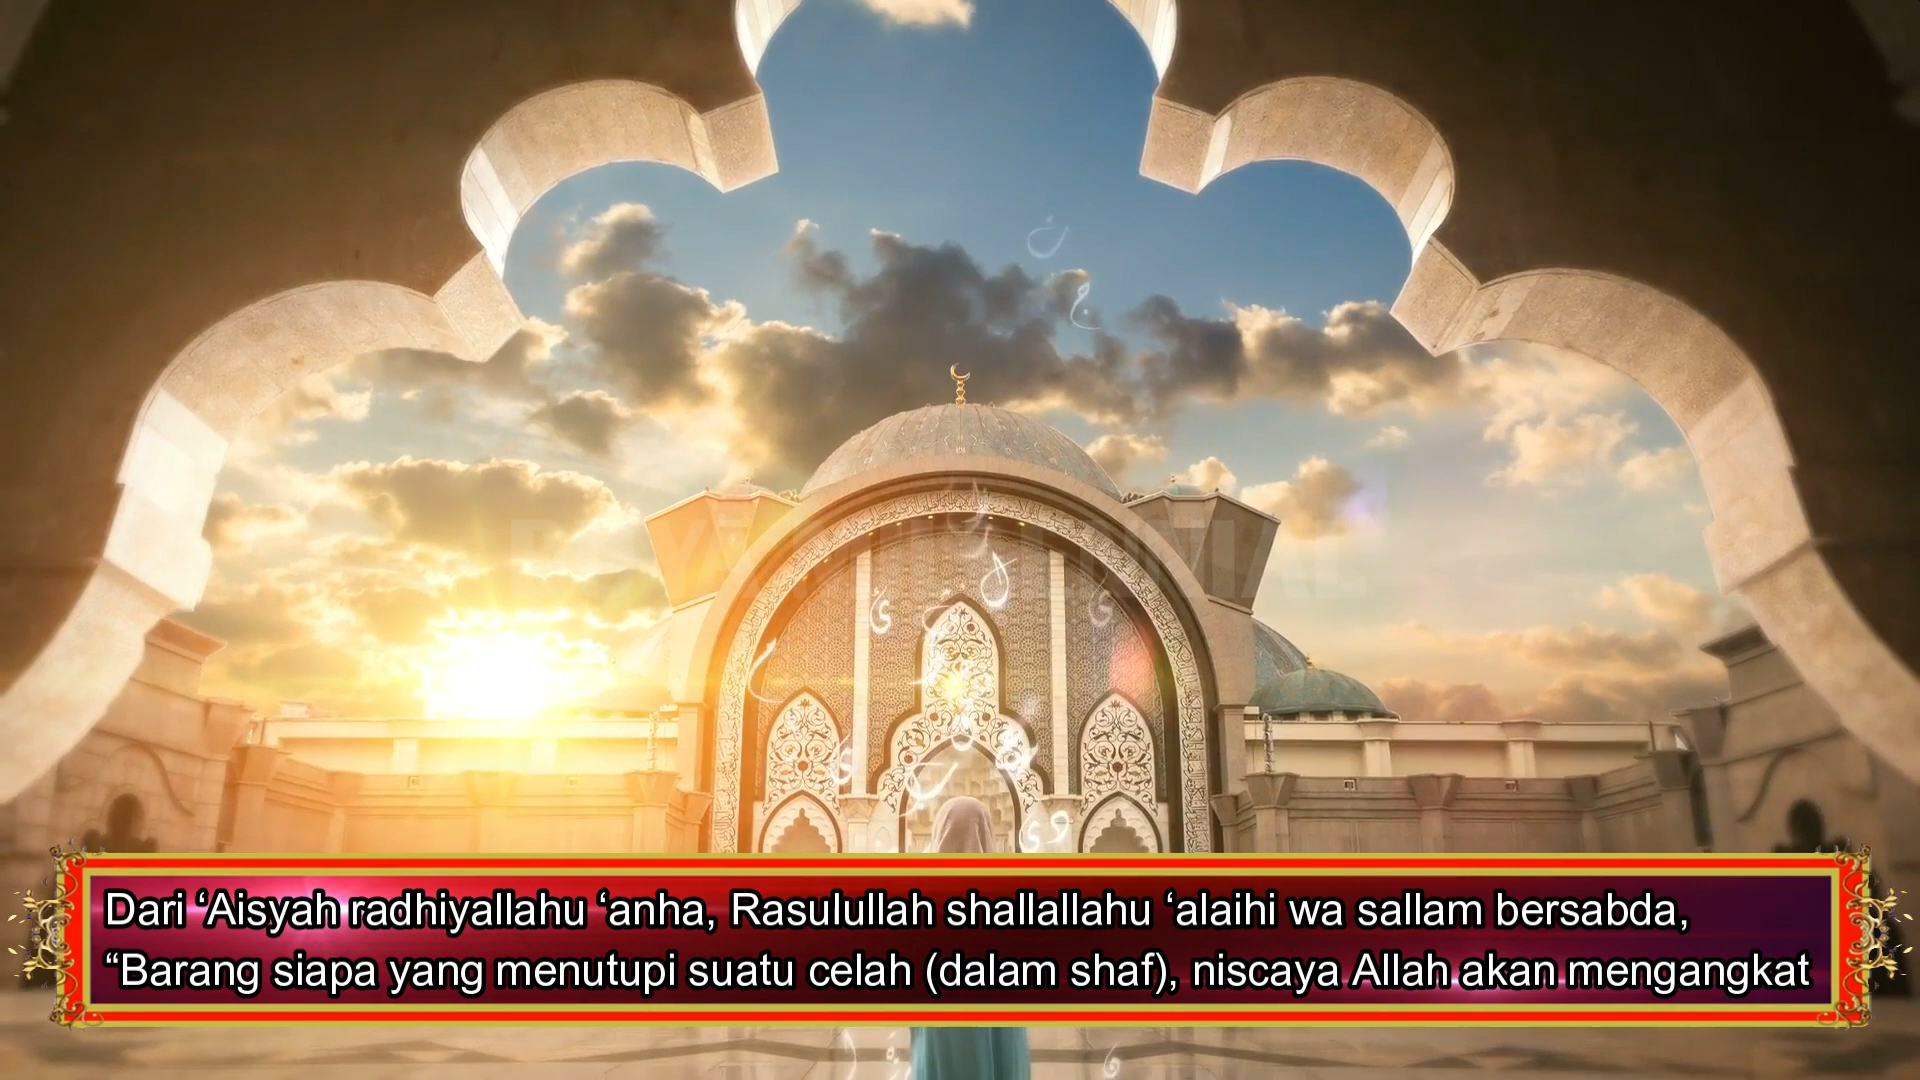 Dari ‘Aisyah radhiyallahu ‘anha, Rasulullah shallallahu ‘alaihi wa sallam bersabda,
“Barang siapa yang menutupi suatu celah (dalam shaf), niscaya Allah akan mengangkat